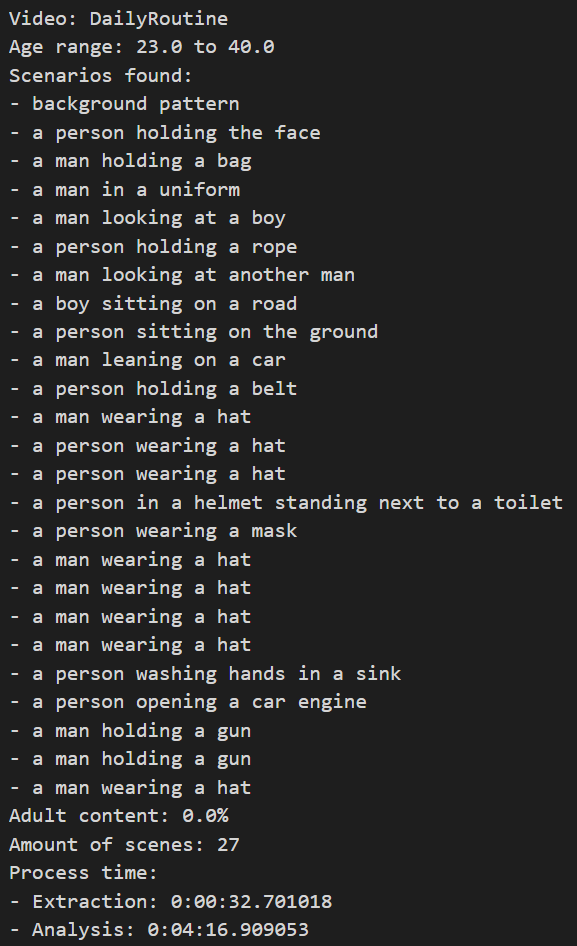 Video: DailyRoutine
Age range: 23.0 to 40.0
Scenarios found:
- background pattern
- a person holding the face
- a man holding a bag
- a man in a uniform
- a man looking at a boy
- a person holding a rope
- a man looking at another man
- a boy sitting on a road
- a person sitting on the ground
- a man leaning on a car
- a person holding a belt
- a man wearing a hat
- a person wearing a hat
- a person wearing a hat
- a person in a helmet standing next to a toilet
- a person wearing a mask
- a man wearing a hat
- a man wearing a hat
- a man wearing a hat
- a man wearing a hat
- a person washing hands in a sink
- a person opening a car engine
- a man holding a gun
- a man holding a gun
- a man wearing a hat
Adult content: 0.0%
Amount of scenes: 27
Process time:
- Extraction: 0:00:32.701018
- Analysis: 0:04:16.909053